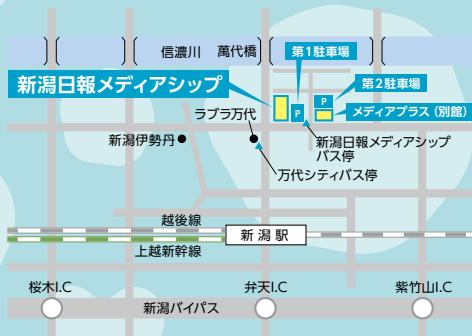 信濃川
萬代橋
第1駐車場
新潟日報メディアシップ
第2駐車場
P
P
メディアプラス(別館)
ラブラ万代
新潟伊勢丹
新潟日報メディアシップ
バス停
万代シティバス停
越後線
新潟駅
上越新幹線
桜木I.C
弁天I.C
紫竹山I.C
新潟バイパス